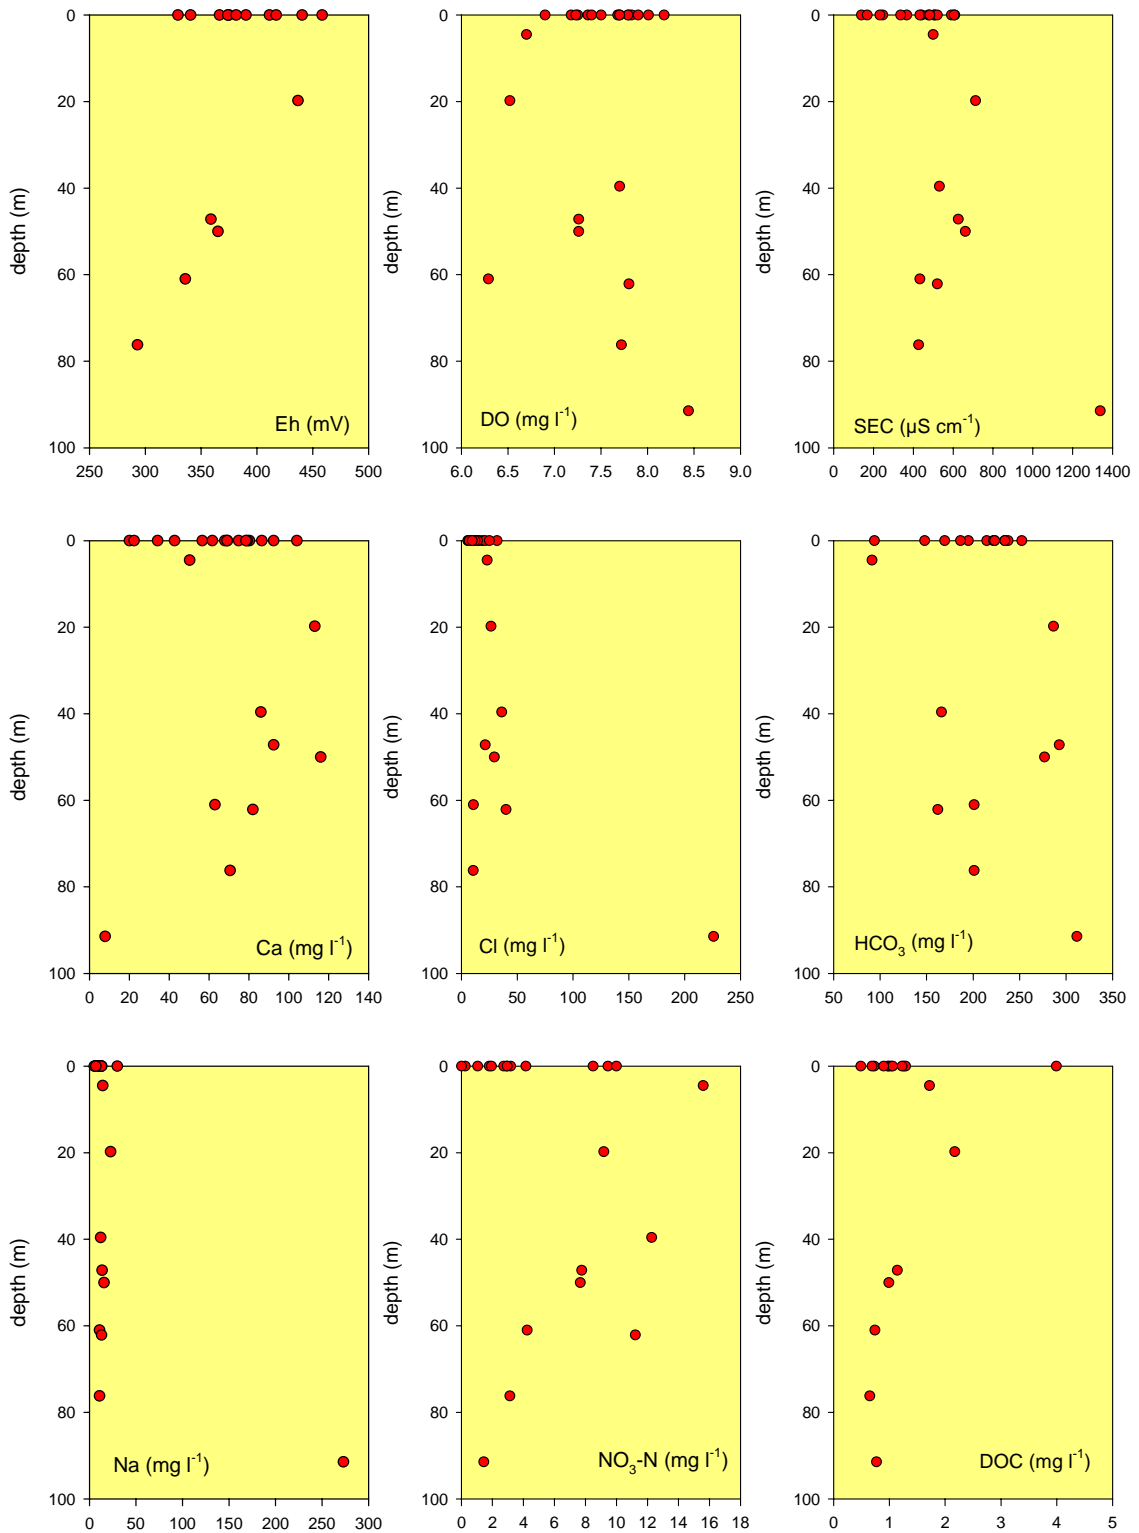 0
20
40
60
80
100
depth (m)
Eh (mV)
250 300 350 400 450 500
0
20
40
60
80
100
depth (m)
DO (mg l⁻¹)
6.0 6.5 7.0 7.5 8.0 8.5 9.0
0
20
40
60
80
100
depth (m)
SEC (µS cm⁻¹)
0 200 400 600 800 1000 1200 1400
0
20
40
60
80
100
depth (m)
Ca (mg l⁻¹)
0 20 40 60 80 100 120 140
0
20
40
60
80
100
depth (m)
Cl (mg l⁻¹)
0 50 100 150 200 250
0
20
40
60
80
100
depth (m)
HCO₃ (mg l⁻¹)
50 100 150 200 250 300 350
0
20
40
60
80
100
depth (m)
Na (mg l⁻¹)
0 50 100 150 200 250 300
0
20
40
60
80
100
depth (m)
NO₃-N (mg l⁻¹)
0 2 4 6 8 10 12 14 16 18
0
20
40
60
80
100
depth (m)
DOC (mg l⁻¹)
0 1 2 3 4 5